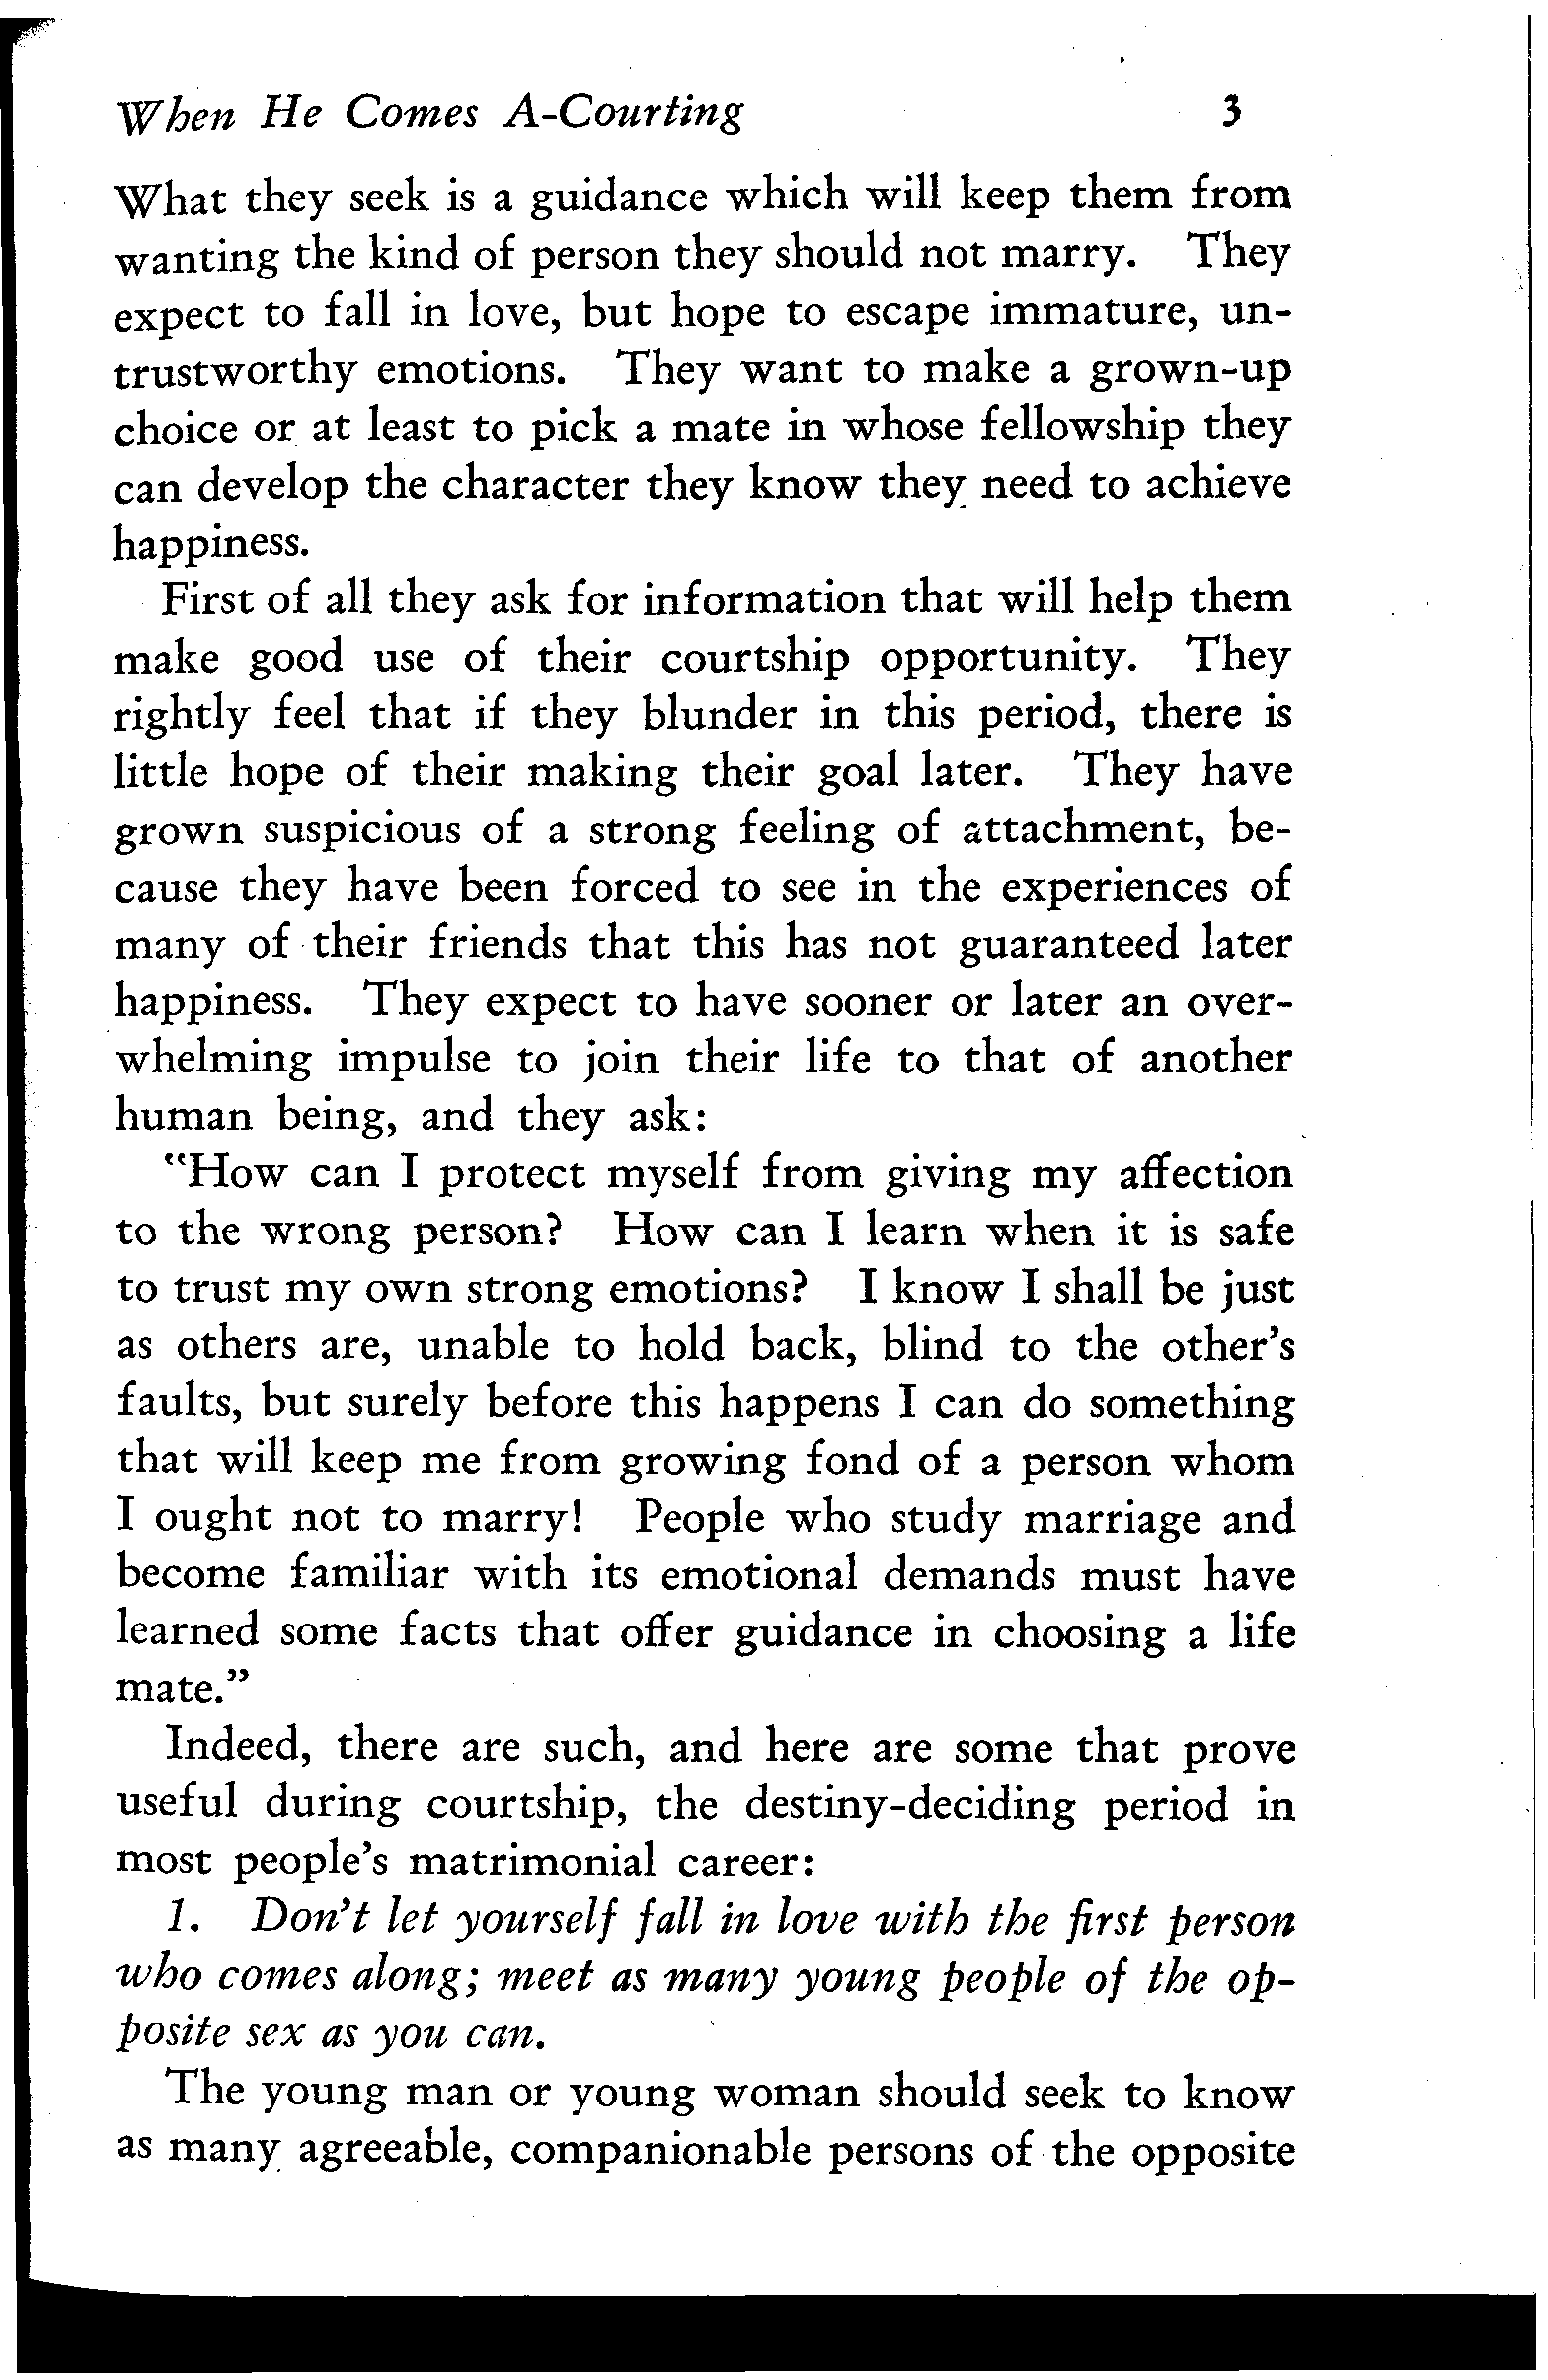 When He Comes A-Courting 3
What they seek is a guidance which will keep them from
wanting the kind of person they should not marry. They
expect to fall in love, but hope to escape immature, un-
trustworthy emotions. They want to make a grown-up
choice or at least to pick a mate in whose fellowship they
can develop the character they know they need to achieve
happiness.
First of all they ask for information that will help them
make good use of their courtship opportunity. They
rightly feel that if they blunder in this period, there is
little hope of their making their goal later. They have
grown suspicious of a strong feeling of attachment, be-
cause they have been forced to see in the experiences of
many of their friends that this has not guaranteed later
happiness. They expect to have sooner or later an over-
whelming impulse to join their life to that of another
human being, and they ask:
"How can I protect myself from giving my affection
to the wrong person? How can I learn when it is safe
to trust my own strong emotions? I know I shall be just
as others are, unable to hold back, blind to the other's
faults, but surely before this happens I can do something
that will keep me from growing fond of a person whom
I ought not to marry! People who study marriage and
become familiar with its emotional demands must have
learned some facts that offer guidance in choosing a life
mate."
Indeed, there are such, and here are some that prove
useful during courtship, the destiny-deciding period in
most people's matrimonial career:
1. Don't let yourself fall in love with the first person
who comes along; meet as many young people of the op-
posite sex as you can.
The young man or young woman should seek to know
as many agreeable, companionable persons of the opposite